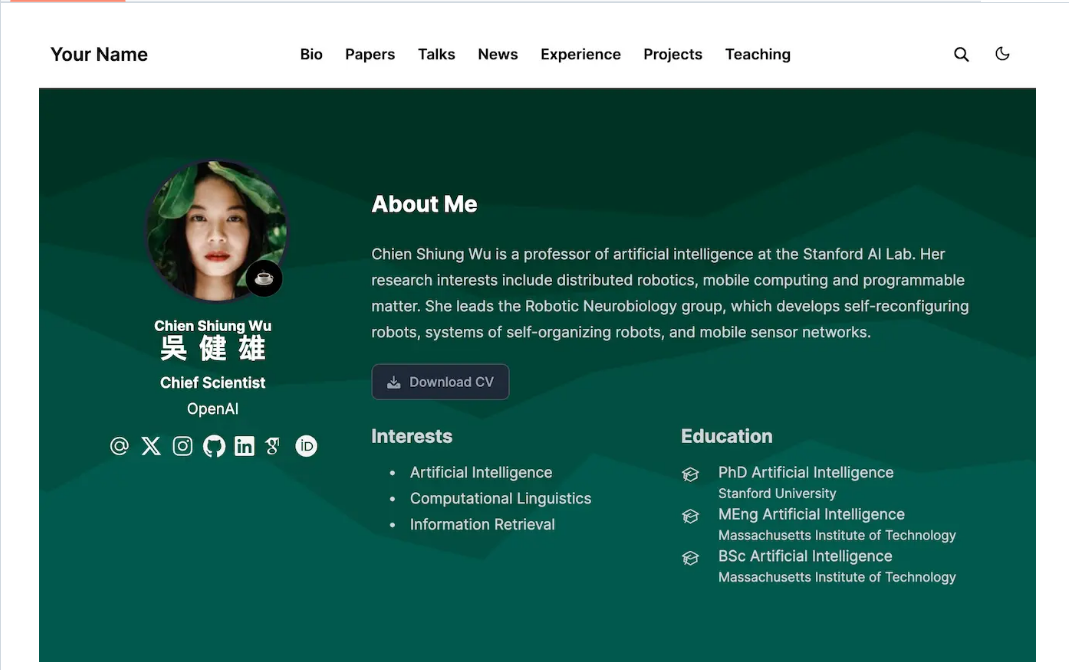 Your Name
Bio Papers Talks News Experience Projects Teaching
Chien Shiung Wu
吳健雄
Chief Scientist
OpenAI
About Me
Chien Shiung Wu is a professor of artificial intelligence at the Stanford AI Lab. Her
research interests include distributed robotics, mobile computing and programmable
matter. She leads the Robotic Neurobiology group, which develops self-reconfiguring
robots, systems of self-organizing robots, and mobile sensor networks.
Download CV
Interests
Artificial Intelligence
Computational Linguistics
Information Retrieval
Education
PhD Artificial Intelligence
Stanford University
MEng Artificial Intelligence
Massachusetts Institute of Technology
BSc Artificial Intelligence
Massachusetts Institute of Technology